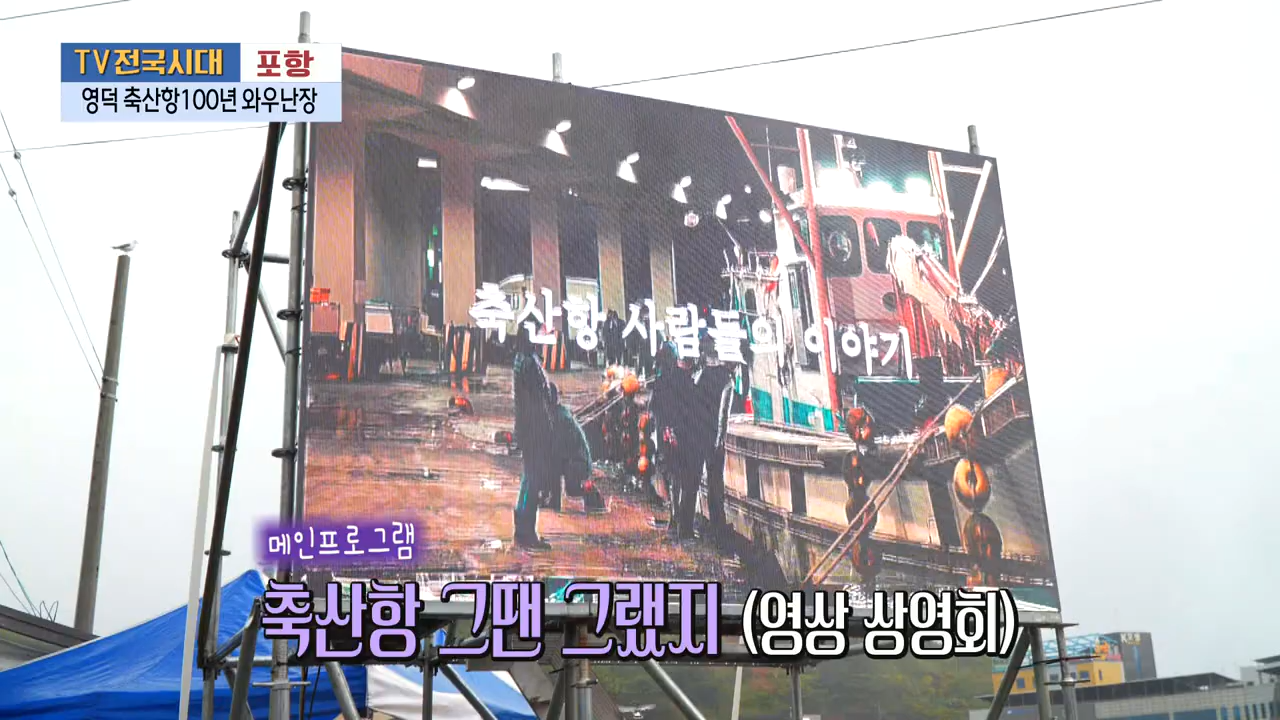 TV전국시대 포항
영덕 축산항100년 와우난장
축산항 사람들의 이야기
메인프로그램
축산항 그땐 그랬지 (영상 상영회)